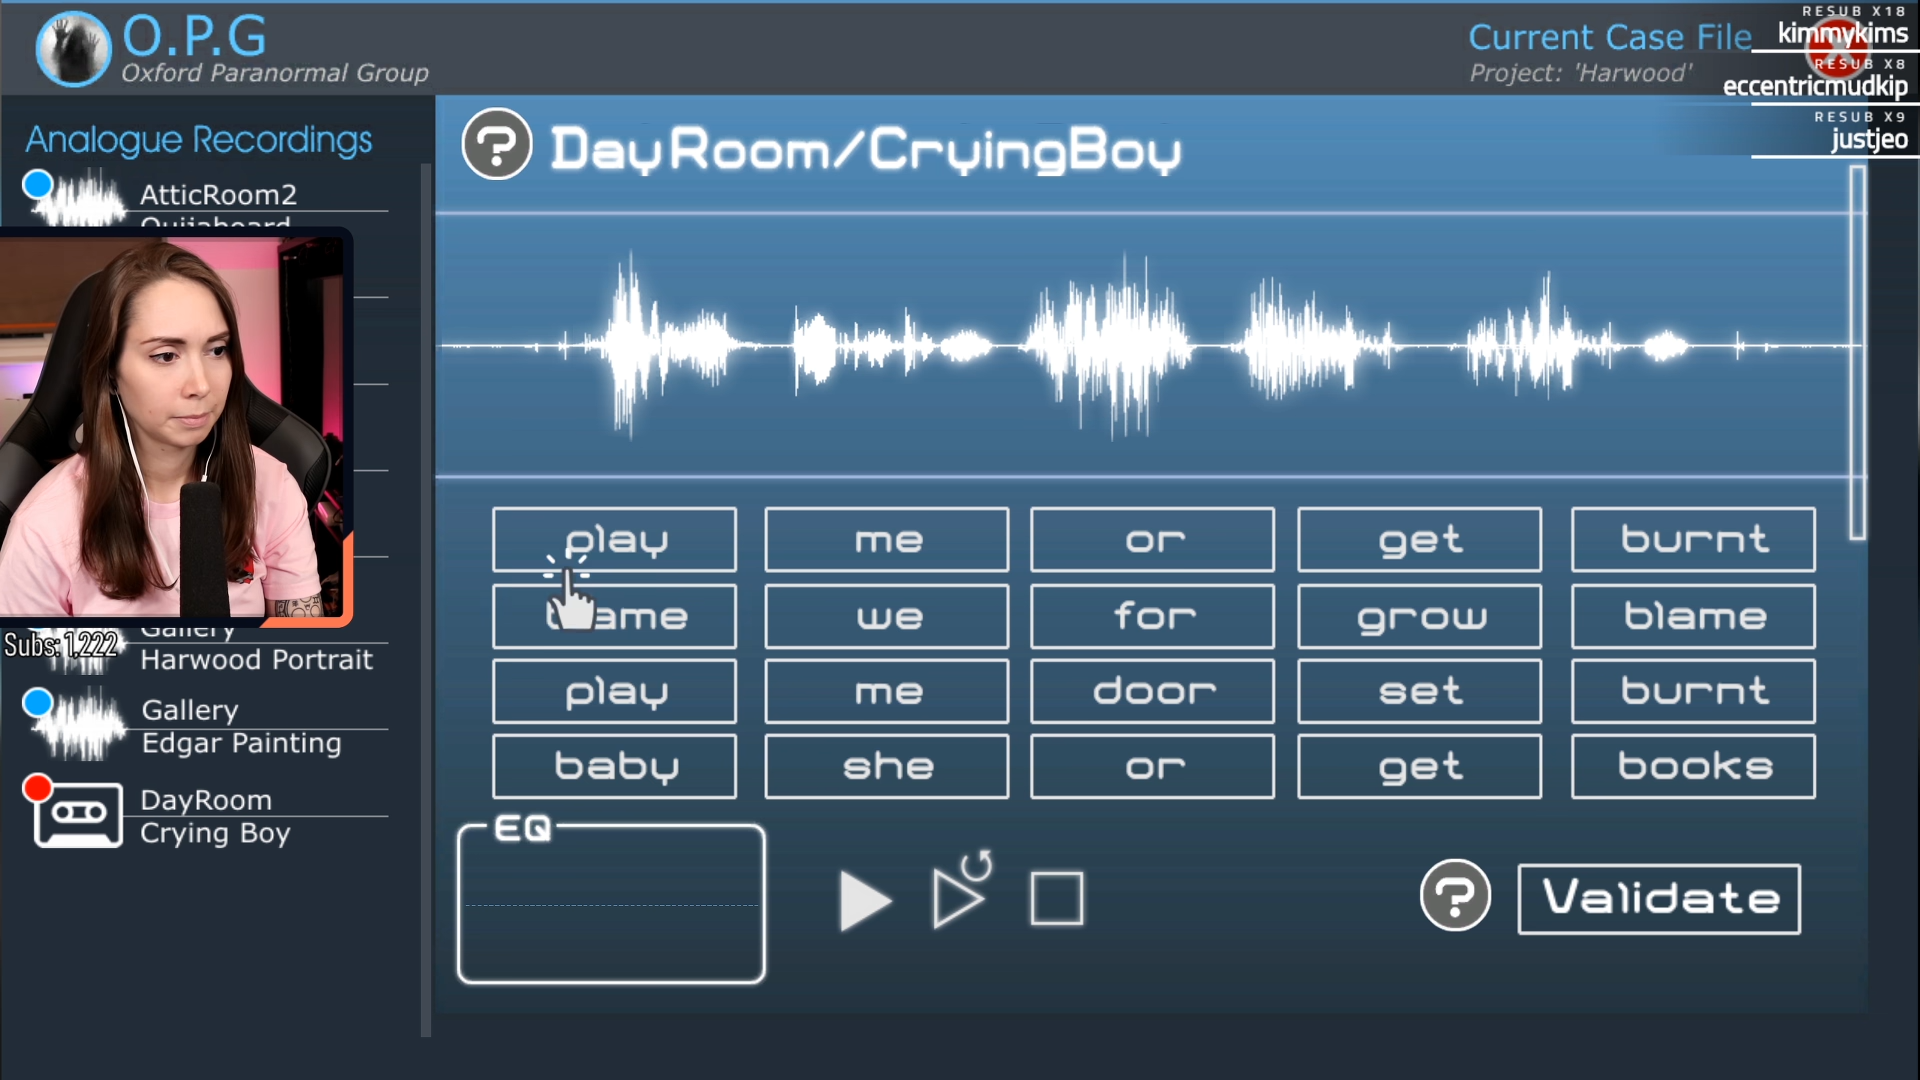 O.P.G
Oxford Paranormal Group
Current Case File
Project: 'Harwood'
RESUB X18
kimmykims
RESUB X8
eccentricmudkip
RESUB X9
justjeo
Analogue Recordings
AtticRoom2
Ouijaboard
Subs: 1,222
Gallery
Harwood Portrait
Gallery
Edgar Painting
DayRoom
Crying Boy
? DayRoom/CryingBoy
play me or get burnt
we for grow blame
play me door set burnt
baby she or get books
EQ
? Validate